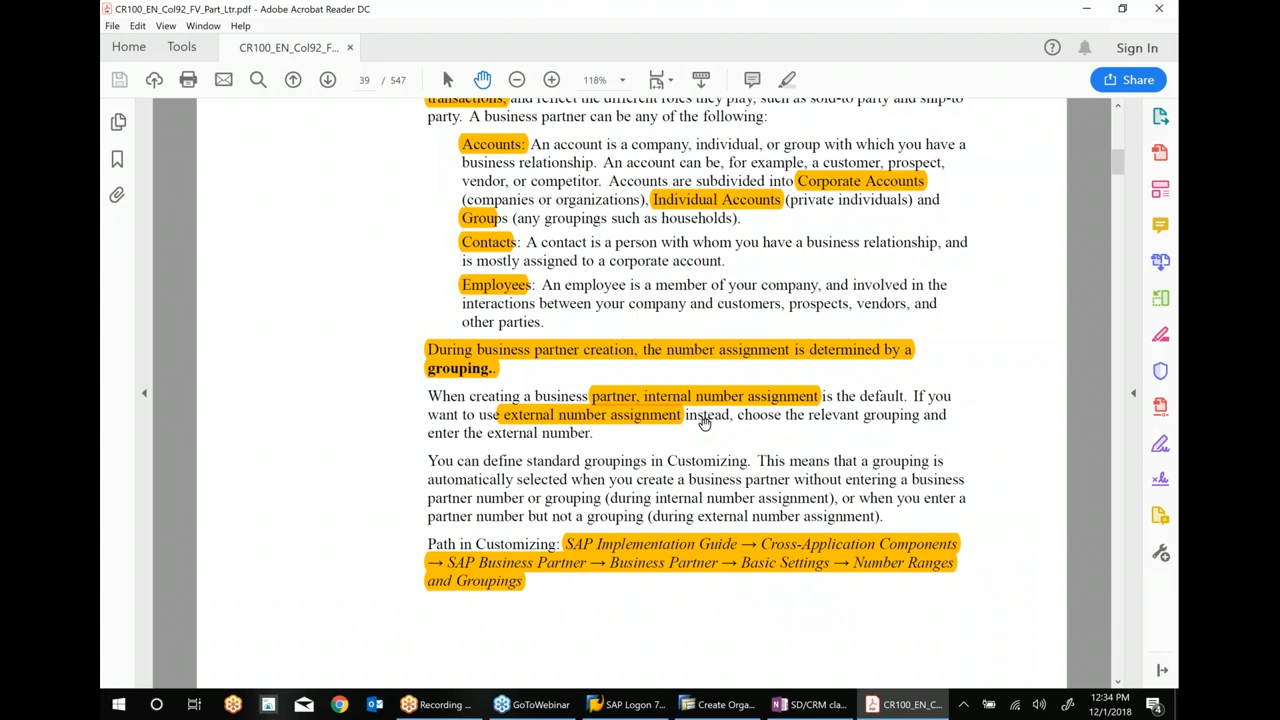 CR100_EN_Col92_FV_Part_Ltr.pdf - Adobe Acrobat Reader DC
File Edit View Window Help
Home Tools CR100_EN_Col92_F... × Sign In
39 / 547 118% Share
transactions, and reflect the different roles they play, such as sold-to party and ship-to
party. A business partner can be any of the following:
Accounts: An account is a company, individual, or group with which you have a
business relationship. An account can be, for example, a customer, prospect,
vendor, or competitor. Accounts are subdivided into Corporate Accounts
(companies or organizations), Individual Accounts (private individuals) and
Groups (any groupings such as households).
Contacts: A contact is a person with whom you have a business relationship, and
is mostly assigned to a corporate account.
Employees: An employee is a member of your company, and involved in the
interactions between your company and customers, prospects, vendors, and
other parties.
During business partner creation, the number assignment is determined by a
grouping..
When creating a business partner, internal number assignment is the default. If you
want to use external number assignment instead, choose the relevant grouping and
enter the external number.
You can define standard groupings in Customizing. This means that a grouping is
automatically selected when you create a business partner without entering a business
partner number or grouping (during internal number assignment), or when you enter a
partner number but not a grouping (during external number assignment).
Path in Customizing: SAP Implementation Guide → Cross-Application Components
→ SAP Business Partner → Business Partner → Basic Settings → Number Ranges
and Groupings
Recording ... GoToWebinar SAP Logon 7... Create Orga... SD/CRM cla... CR100_EN_C... 12:34 PM
12/1/2018 4